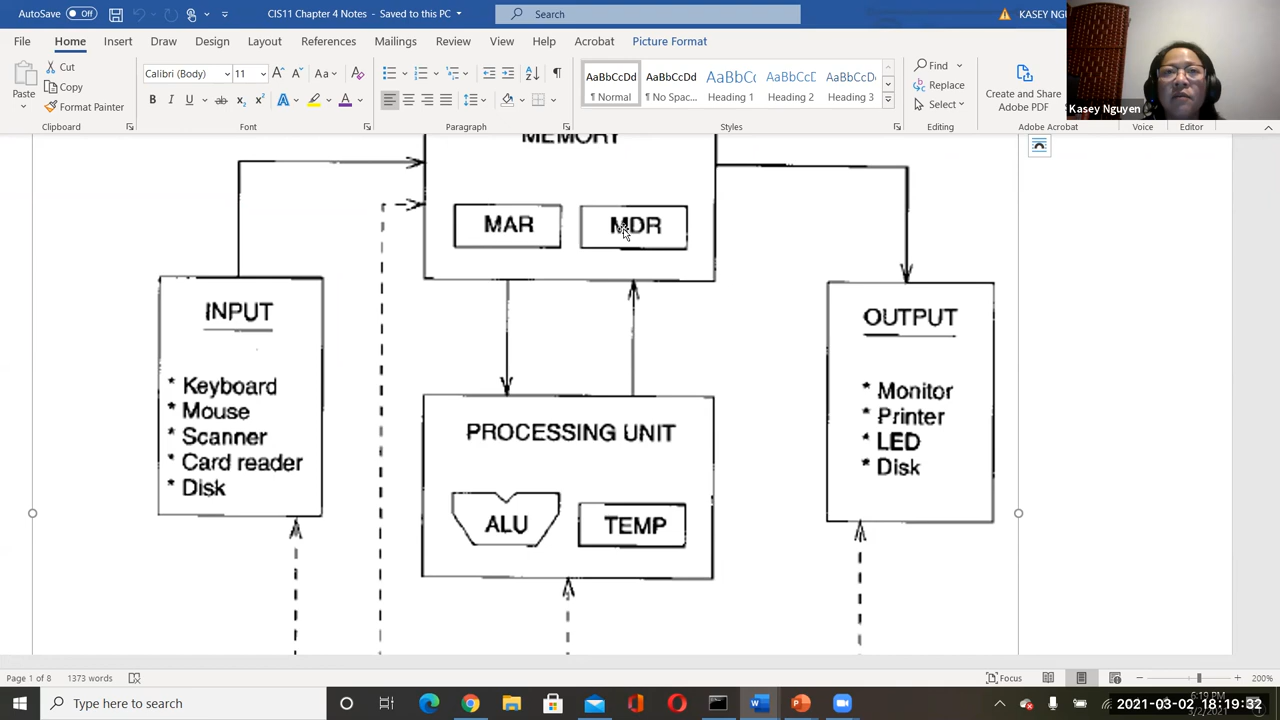 AutoSave Off CIS11 Chapter 4 Notes - Saved to this PC Search KASEY
File Home Insert Draw Design Layout References Mailings Review View Help Acrobat Picture Format
Paste Cut Copy Format Painter
Calibri (Body) 11
AaBbCcDd AaBbCcDd AaBbCc AaBbCcC AaBbCcD
Normal No Spac... Heading 1 Heading 2 Heading 3
Find Replace Select
Create and Share Adobe PDF
Clipboard Font Paragraph Styles Editing Adobe Acrobat Voice Editor
Kasey Nguyen
MEMORY
MAR MDR
INPUT
* Keyboard
* Mouse
* Scanner
* Card reader
* Disk
PROCESSING UNIT
ALU TEMP
OUTPUT
* Monitor
* Printer
* LED
* Disk
Page 1 of 8 1373 words Focus 200%
Type here to search
2021-03-02 18:19:32